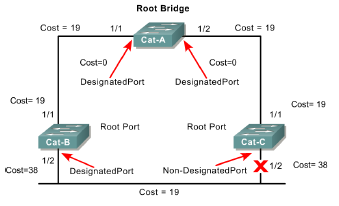 Root Bridge
Cost = 19
1/1
1/2
Cost = 19
Cat-A
Cost=0
Cost=0
DesignatedPort
DesignatedPort
Cost= 19
Cost = 19
1/1
Root Port
Root Port
1/1
Cat-B
Cat-C
Cost=38
1/2
DesignatedPort
Non-DesignatedPort
1/2
Cost= 38
Cost = 19